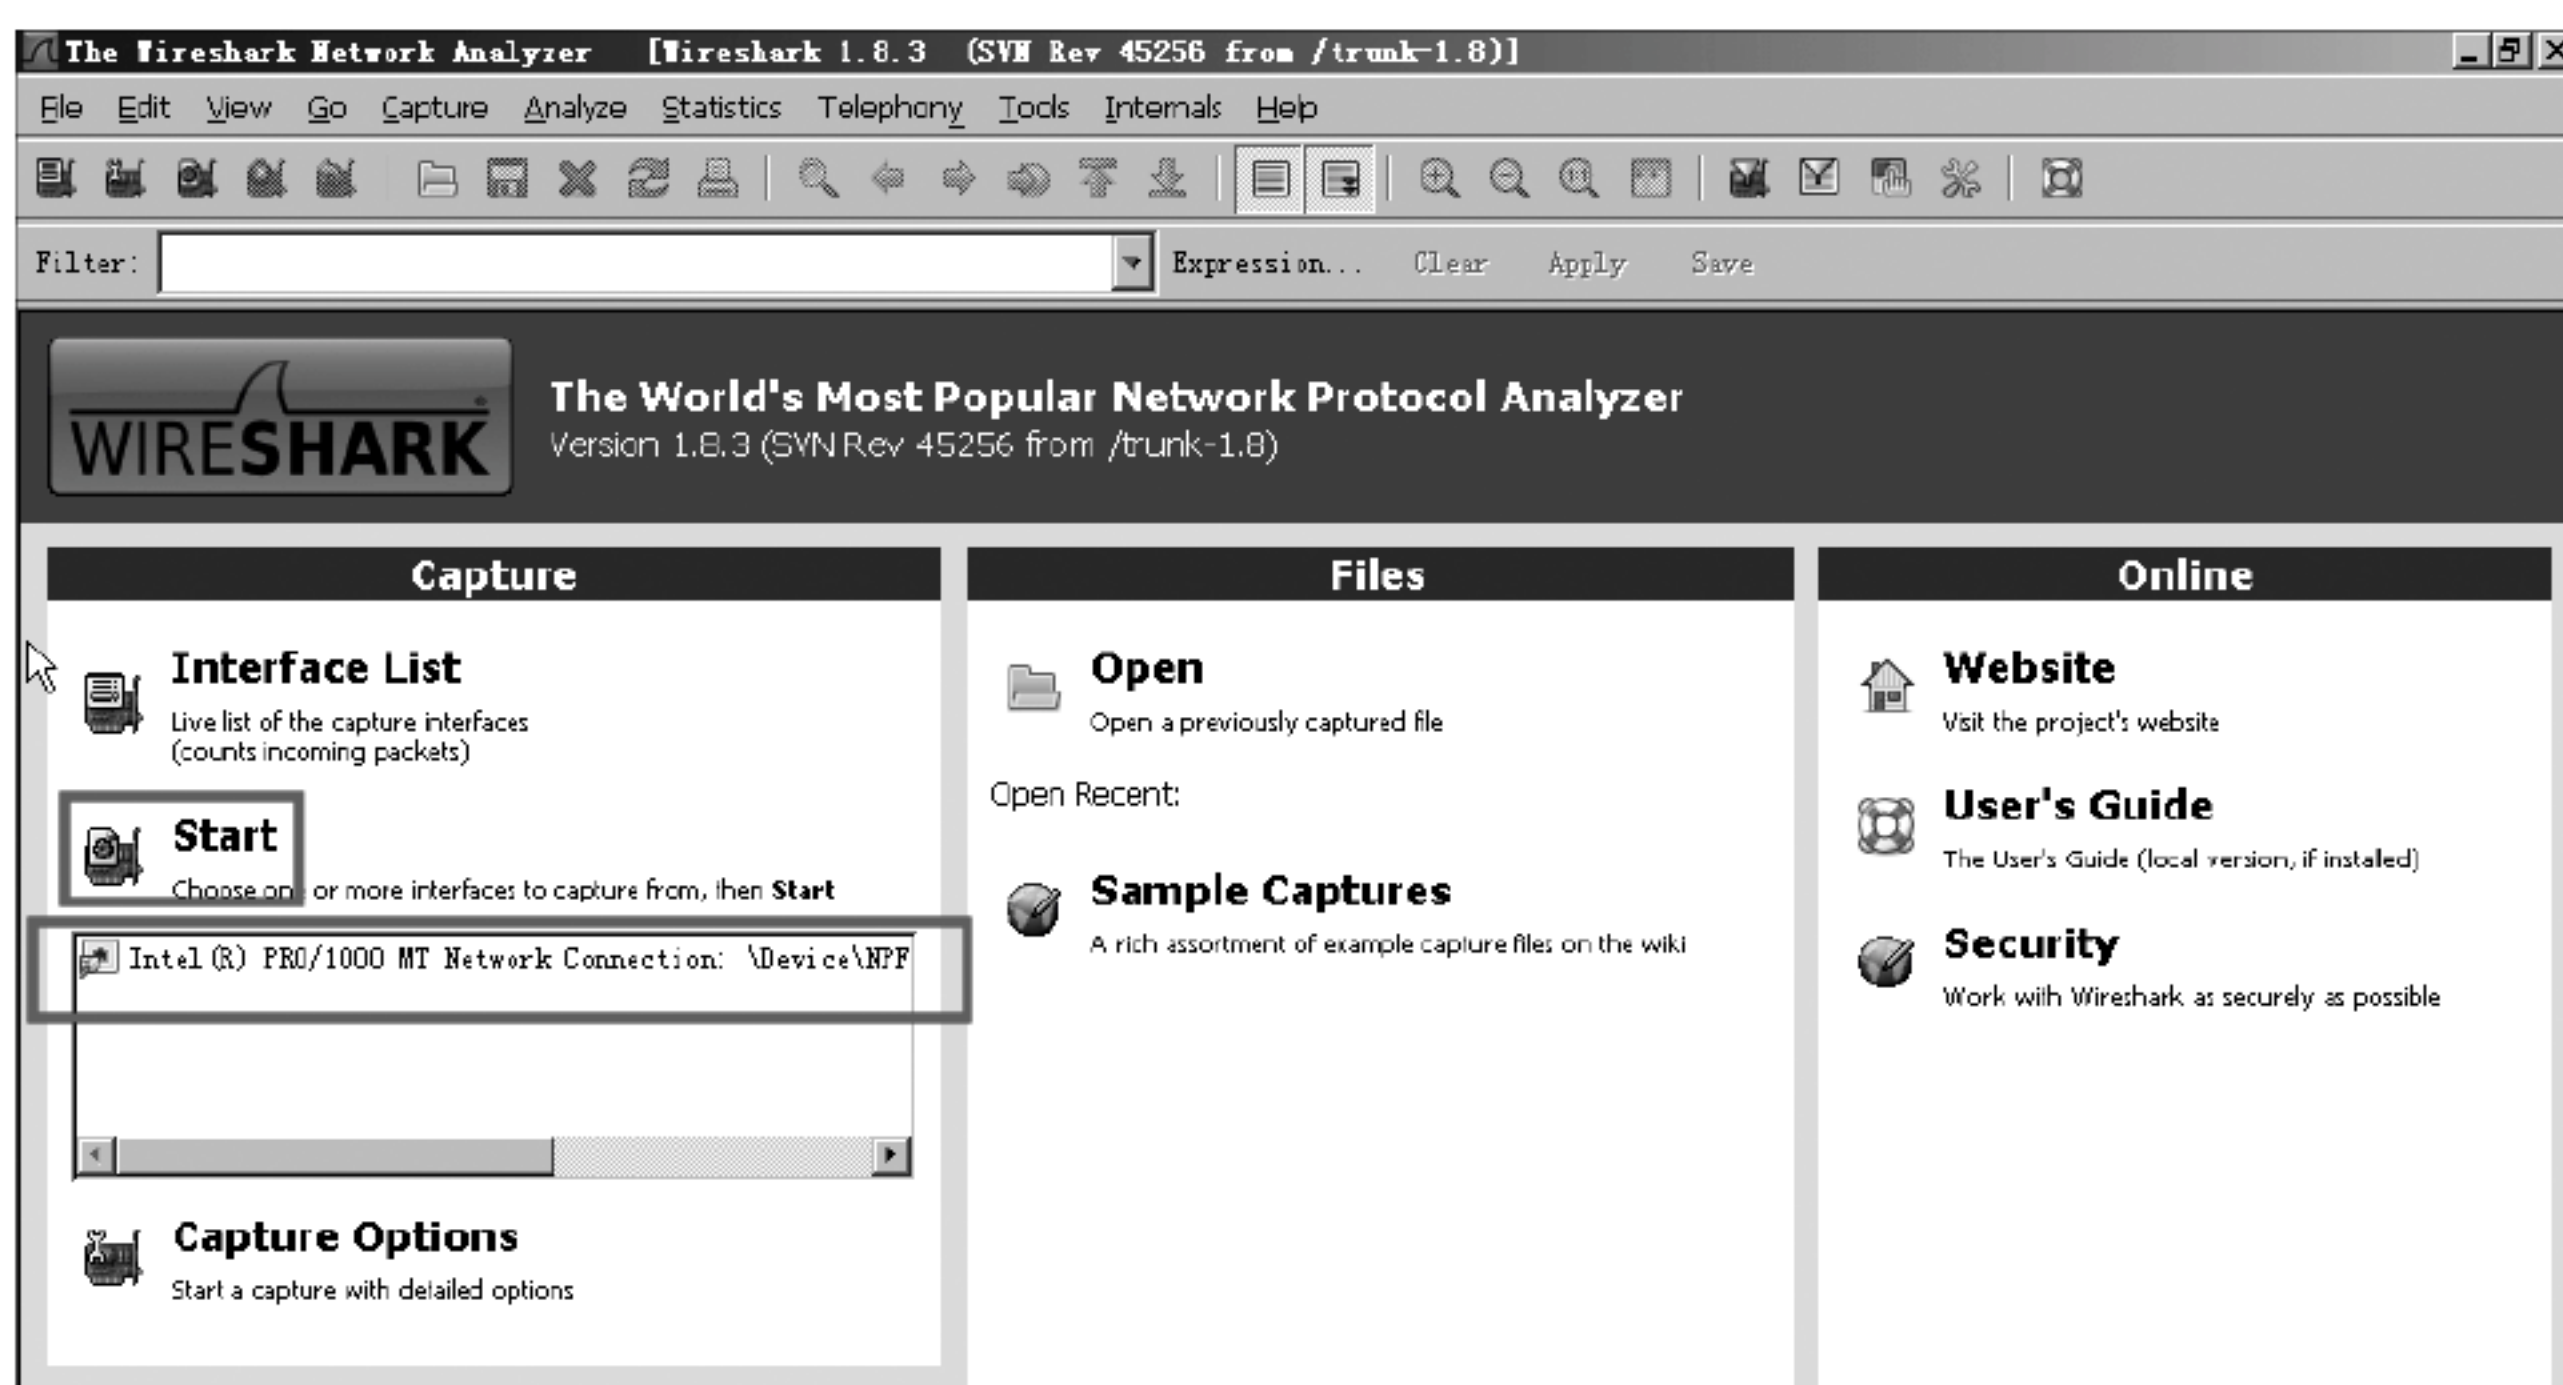 The Wireshark Network Analyzer [Wireshark 1.8.3 (SVN Rev 45256 from /trunk-1.8)]
File Edit View Go Capture Analyze Statistics Telephony Tools Internals Help
Filter: Expression... Clear Apply Save
WIRESHARK
The World's Most Popular Network Protocol Analyzer
Version 1.8.3 (SVN Rev 45256 from /trunk-1.8)
Capture
Interface List
Live list of the capture interfaces
(counts incoming packets)
Start
Choose one or more interfaces to capture from, then Start
Intel(R) PRO/1000 MT Network Connection: \Device\NPF
Capture Options
Start a capture with detailed options
Files
Open
Open a previously captured file
Open Recent:
Sample Captures
A rich assortment of example capture files on the wiki
Online
Website
Visit the project's website
User's Guide
The User's Guide (local version, if installed)
Security
Work with Wireshark as securely as possible